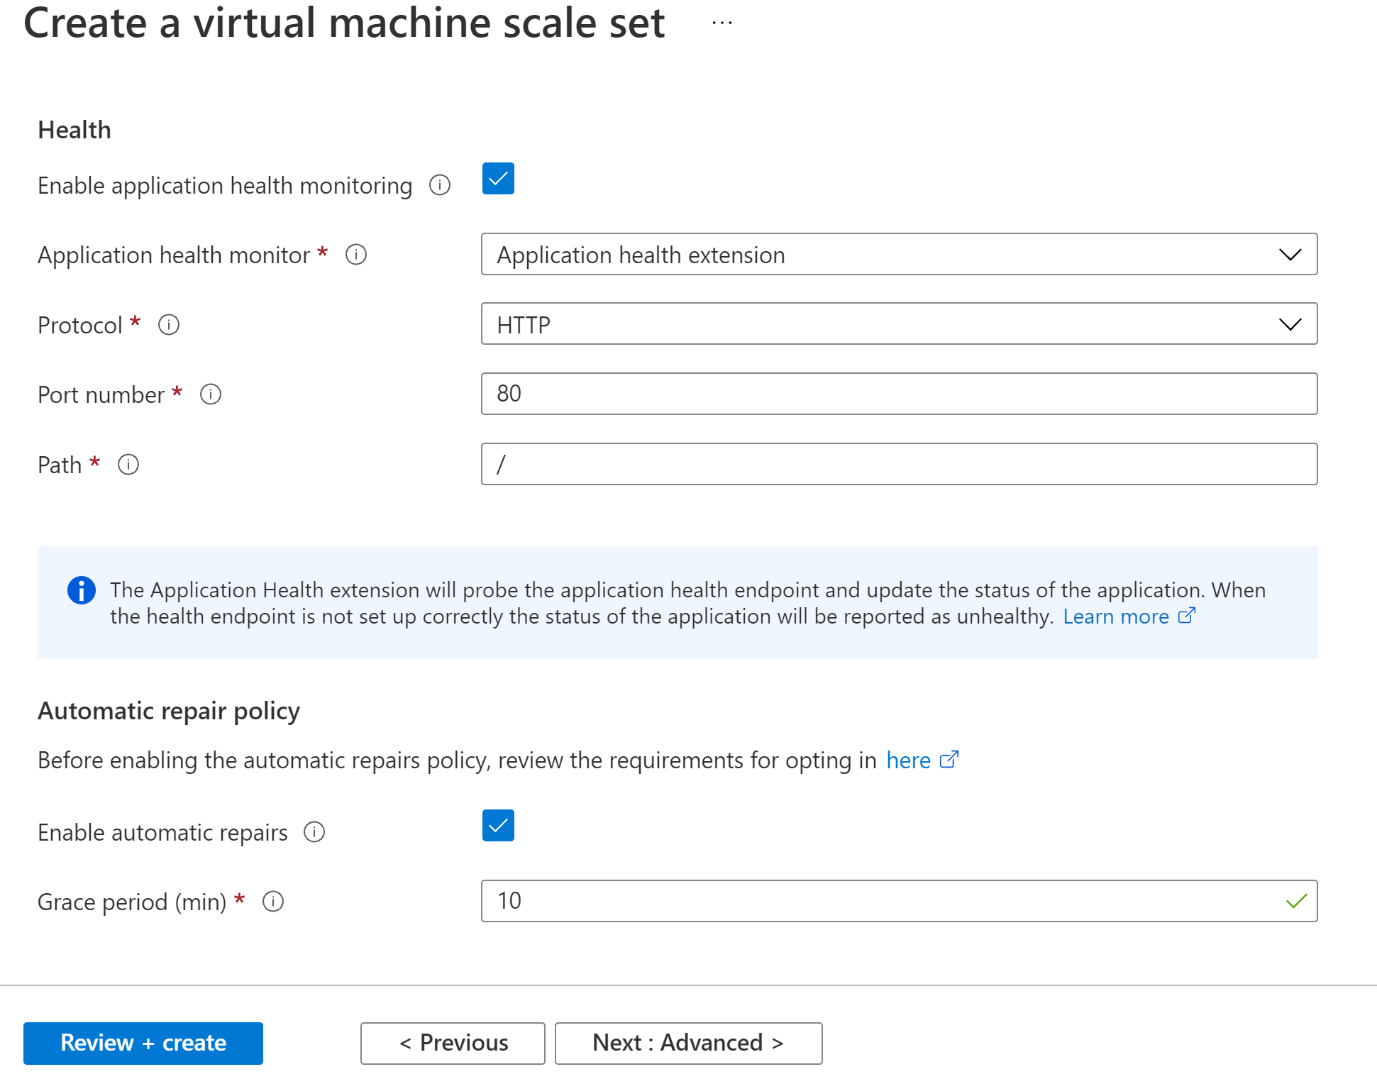 Create a virtual machine scale set ...
Health
Enable application health monitoring
Application health monitor * Application health extension
Protocol * HTTP
Port number * 80
Path * /
The Application Health extension will probe the application health endpoint and update the status of the application. When
the health endpoint is not set up correctly the status of the application will be reported as unhealthy. Learn more
Automatic repair policy
Before enabling the automatic repairs policy, review the requirements for opting in here
Enable automatic repairs
Grace period (min) * 10
Review + create < Previous Next : Advanced >